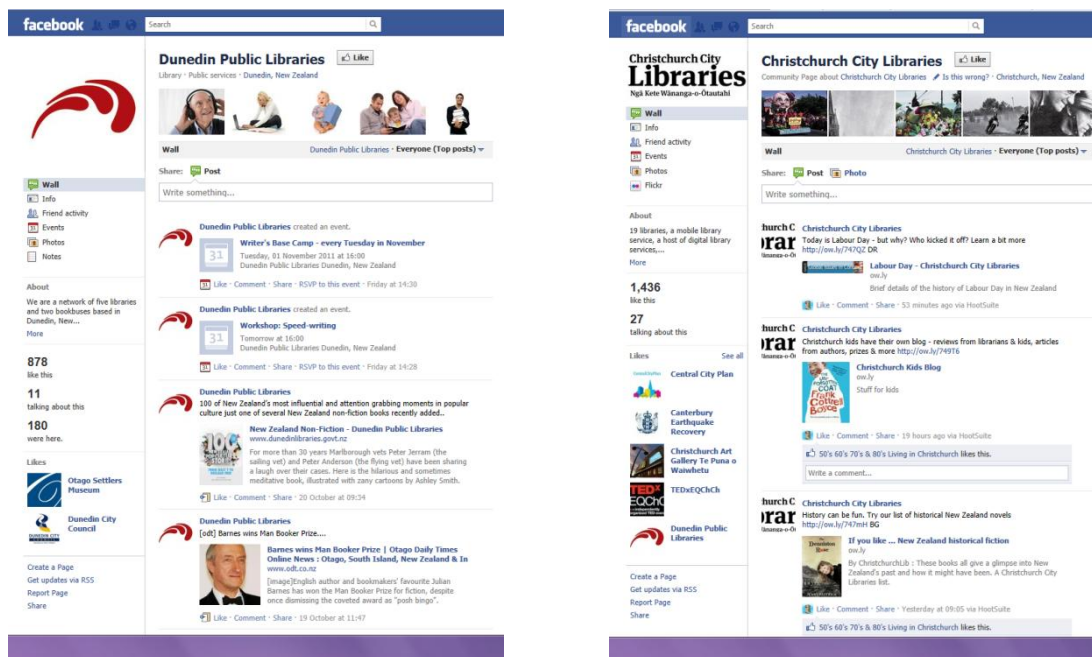 facebook
Search
Dunedin Public Libraries
Like
Library · Public services · Dunedin, New Zealand
Wall
Dunedin Public Libraries · Everyone (Top posts)
Share: Post
Write something...
Wall
Info
Friend activity
Events
Photos
Notes
About
We are a network of five libraries
and two bookbuses based in
Dunedin, New...
More
878
like this
11
talking about this
180
were here.
Likes
Otago Settlers
Museum
Dunedin City
Council
Create a Page
Get updates via RSS
Report Page
Share
Dunedin Public Libraries created an event.
31
Writer's Base Camp - every Tuesday in November
Tuesday, 01 November 2011 at 16:00
Dunedin Public Libraries Dunedin, New Zealand
Like · Comment · Share · RSVP to this event · Friday at 14:30
Dunedin Public Libraries created an event.
31
Workshop: Speed-writing
Tomorrow at 16:00
Dunedin Public Libraries Dunedin, New Zealand
Like · Comment · Share · RSVP to this event · Friday at 14:28
Dunedin Public Libraries
100 of New Zealand's most influential and attention grabbing moments in popular
culture just one of several New Zealand non-fiction books recently added..
New Zealand Non-Fiction - Dunedin Public Libraries
www.dunedinlibraries.govt.nz
For more than 30 years Marlborough vets Peter Jerram (the
sailing vet) and Peter Anderson (the flying vet) have been sharing
a laugh over their cases. Here is the hilarious and sometimes
meditative book, illustrated with zany cartoons by Ashley Smith.
Like · Comment · Share · 20 October at 09:34
Dunedin Public Libraries
[odt] Barnes wins Man Booker Prize....
Barnes wins Man Booker Prize | Otago Daily Times
Online News : Otago, South Island, New Zealand & In
www.odt.co.nz
[image]English author and bookmakers' favourite Julian
Barnes has won the Man Booker Prize for fiction, despite
once dismissing the coveted award as "posh bingo".
Like · Comment · Share · 19 October at 11:47
facebook
Search
Christchurch City
Libraries
Ngā Kete Wānanga-o-Ōtautahi
Christchurch City Libraries
Like
Community Page about Christchurch City Libraries Is this wrong? · Christchurch, New Zealand
Wall
Christchurch City Libraries · Everyone (Top posts)
Share: Post Photo
Write something...
Wall
Info
Friend activity
Events
Photos
Flickr
About
19 libraries, a mobile library
service, a host of digital library
services,...
More
1,436
like this
27
talking about this
Likes See all
Central City Plan
Canterbury
Earthquake
Recovery
Christchurch Art
Gallery Te Puna o
Waiwhetu
TEDx
EQCh
TEDxEQChCh
Dunedin Public
Libraries
Create a Page
Get updates via RSS
Report Page
Share
Christchurch City Libraries
Today is Labour Day - but why? Who kicked it off? Learn a bit more
http://ow.ly/747QZ DR
Labour Day - Christchurch City Libraries
ow.ly
Brief details of the history of Labour Day in New Zealand
Like · Comment · Share · 53 minutes ago via HootSuite
Christchurch City Libraries
Christchurch kids have their own blog - reviews from librarians & kids, articles
from authors, prizes & more http://ow.ly/749T6
Christchurch Kids Blog
ow.ly
Stuff for kids
Frank
Cottrell
Boyce
Like · Comment · Share · 19 hours ago via HootSuite
50's 60's 70's & 80's Living in Christchurch likes this.
Write a comment...
Christchurch City Libraries
History can be fun. Try our list of historical New Zealand novels
http://ow.ly/747mH BG
If you like ... New Zealand historical fiction
ow.ly
By ChristchurchLib : These books all give a glimpse into New
Zealand's past and how it might have been. A Christchurch City
Libraries list.
Like · Comment · Share · Yesterday at 09:05 via HootSuite
50's 60's 70's & 80's Living in Christchurch likes this.